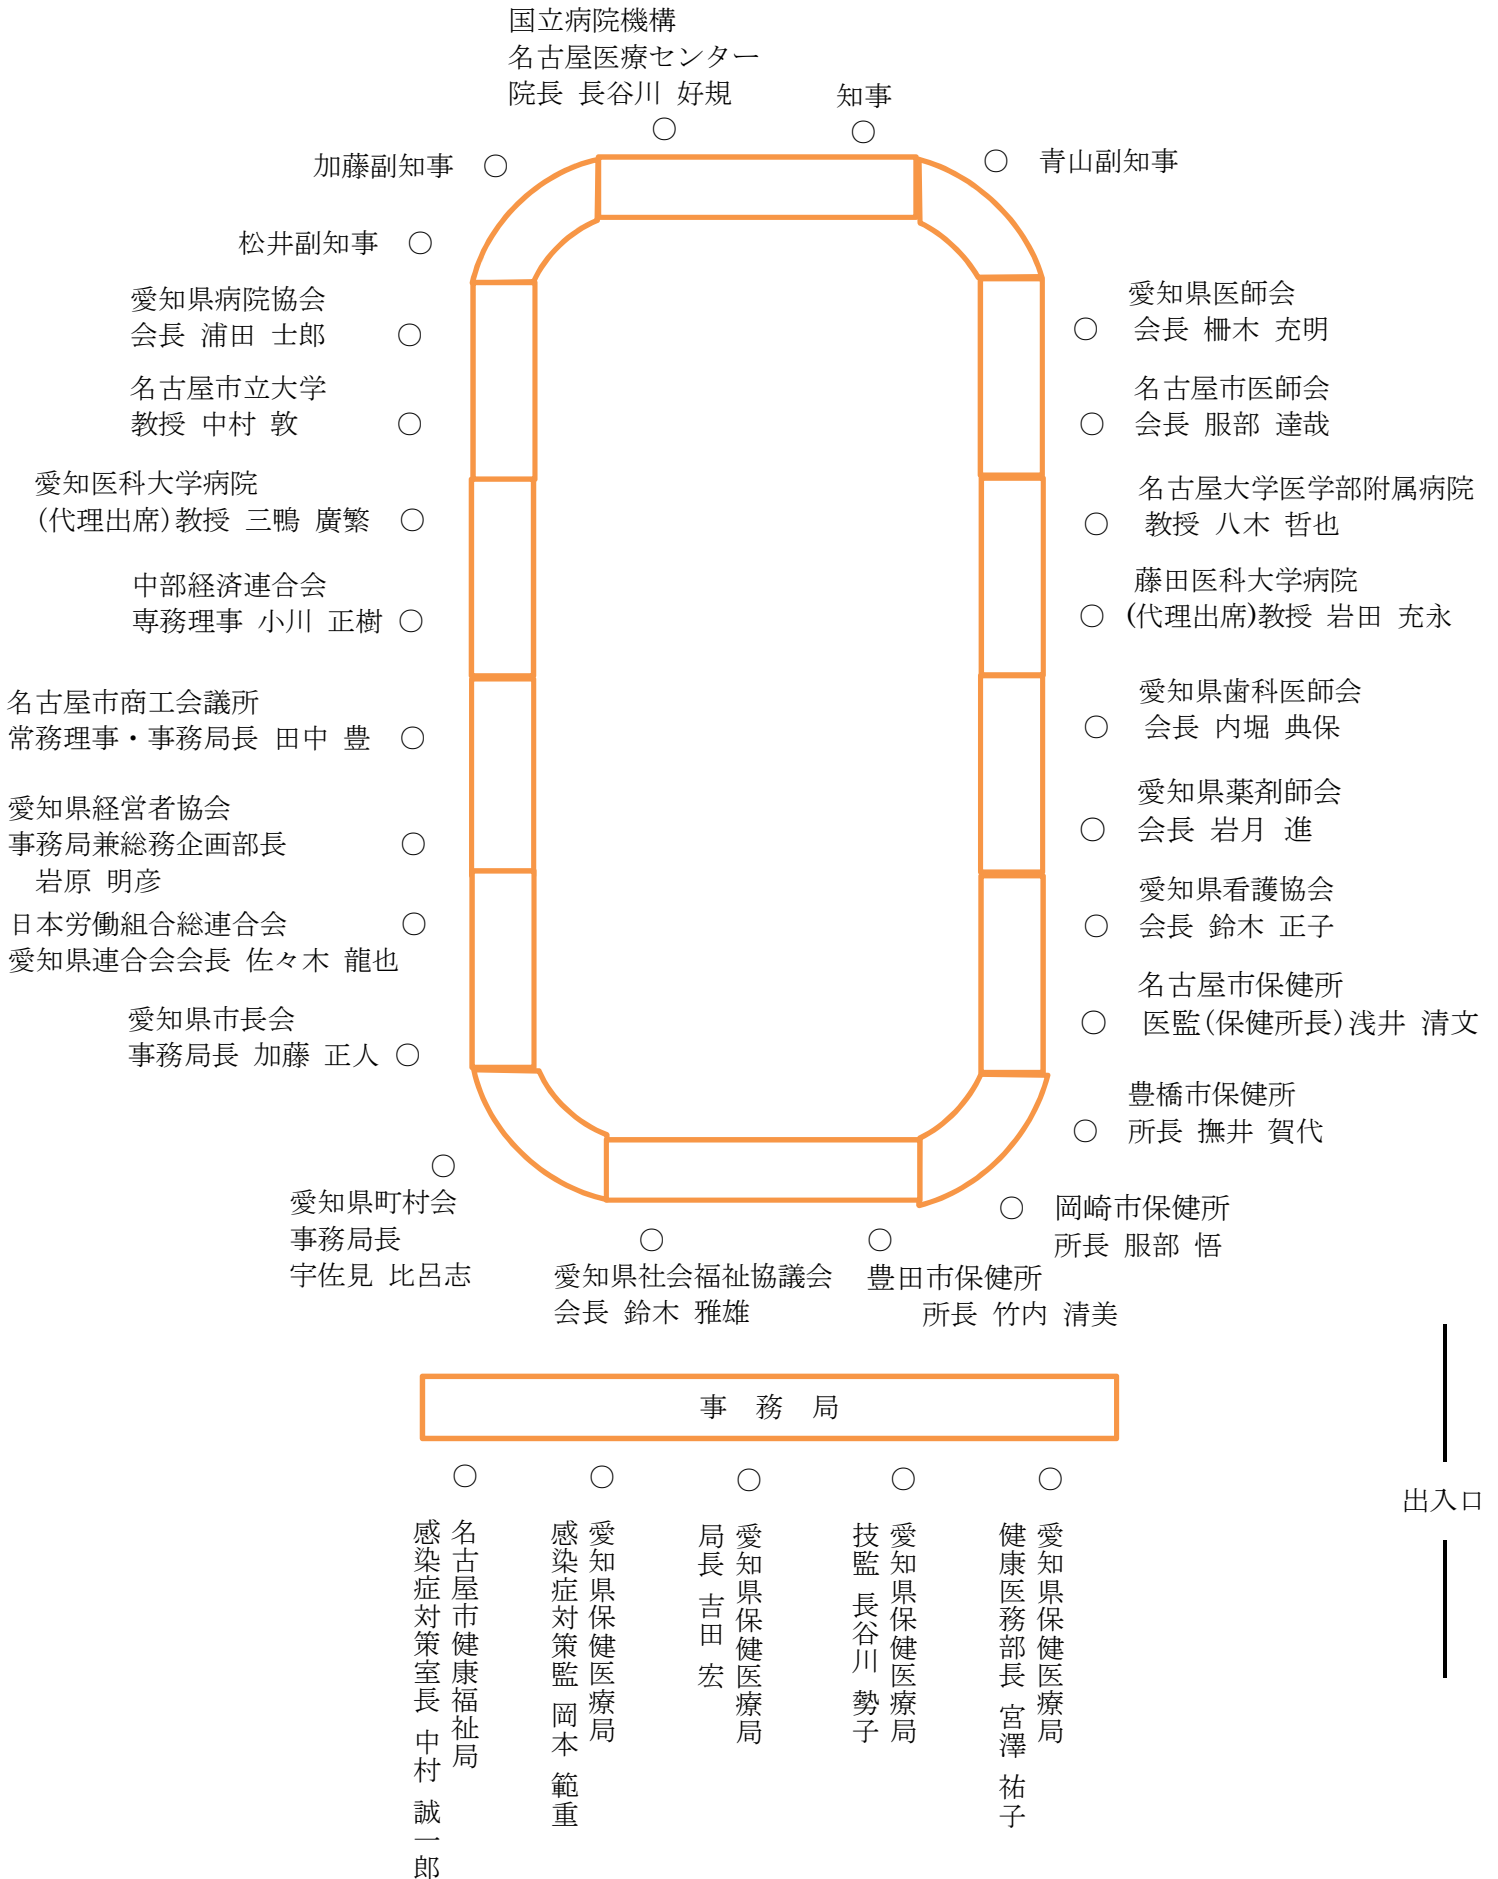 国立病院機構
名古屋医療センター
院長 長谷川 好規
知事
加藤副知事
青山副知事
松井副知事
愛知県病院協会
会長 浦田 士郎
名古屋市立大学
教授 中村 敦
愛知医科大学病院
(代理出席)教授 三鴨 廣繁
中部経済連合会
専務理事 小川 正樹
名古屋市商工会議所
常務理事・事務局長 田中 豊
愛知県経営者協会
事務局兼総務企画部長
岩原 明彦
日本労働組合総連合会
愛知県連合会会長 佐々木 龍也
愛知県市長会
事務局長 加藤 正人
愛知県町村会
事務局長
宇佐見 比呂志
愛知県医師会
会長 柵木 充明
名古屋市医師会
会長 服部 達哉
名古屋大学医学部附属病院
教授 八木 哲也
藤田医科大学病院
(代理出席)教授 岩田 充永
愛知県歯科医師会
会長 内堀 典保
愛知県薬剤師会
会長 岩月 進
愛知県看護協会
会長 鈴木 正子
名古屋市保健所
医監(保健所長)浅井 清文
豊橋市保健所
所長 撫井 賀代
岡崎市保健所
所長 服部 悟
愛知県社会福祉協議会
会長 鈴木 雅雄
豊田市保健所
所長 竹内 清美
事 務 局
出入口
愛知県保健医療局
健康医務部長 宮澤 祐子
愛知県保健医療局
技監 長谷川 勢子
愛知県保健医療局
局長 吉田 宏
愛知県保健医療局
感染症対策監 岡本 範重
名古屋市健康福祉局
感染症対策室長 中村 誠一郎